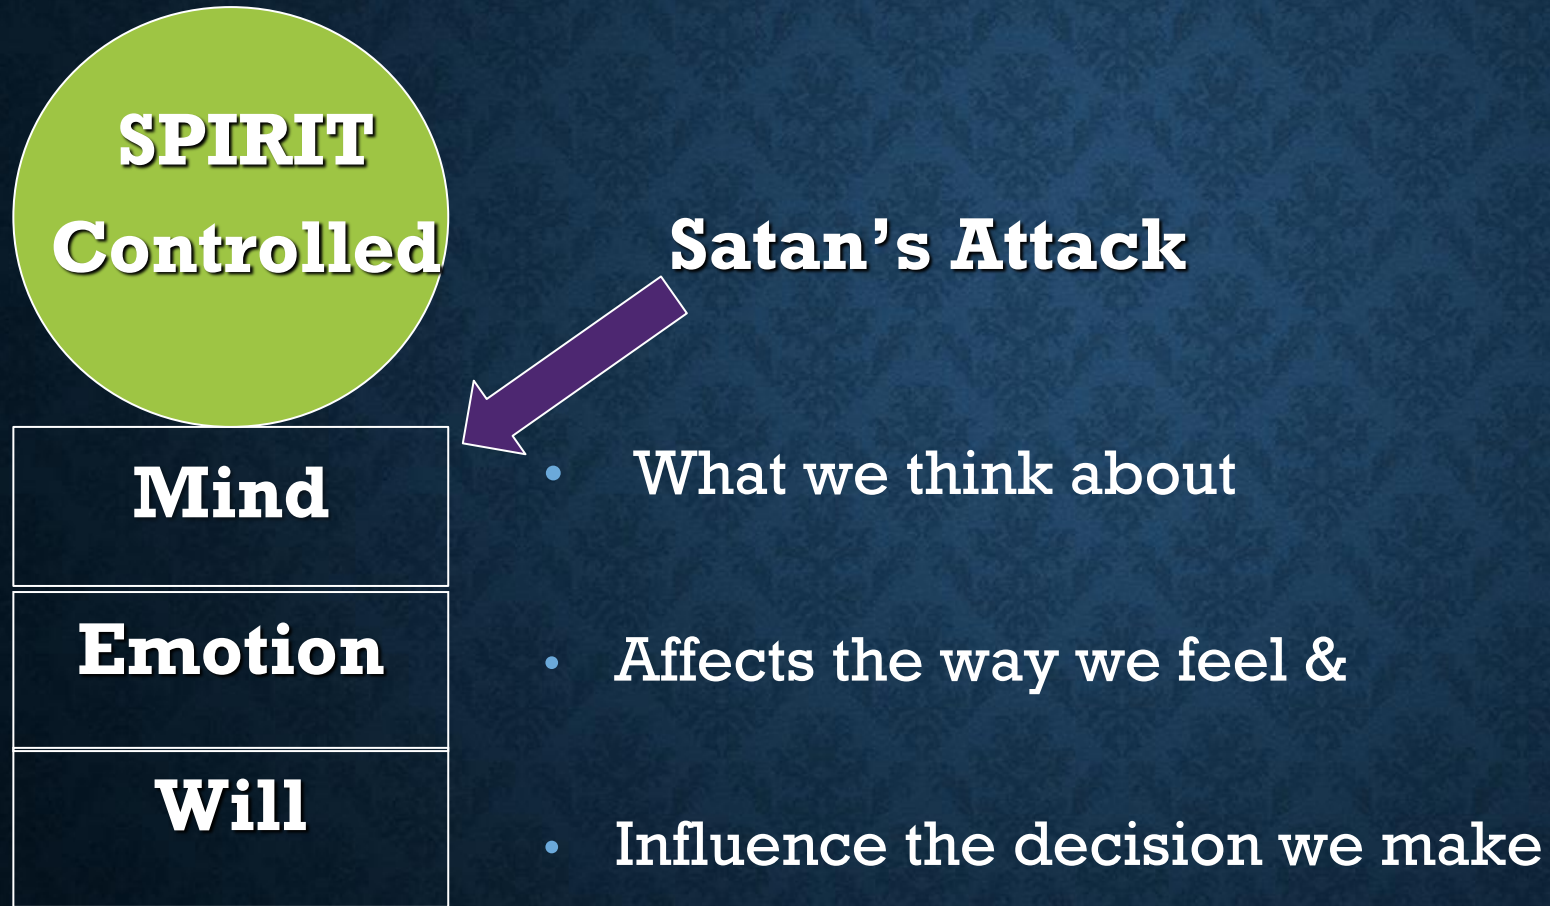 SPIRIT
Controlled
Satan’s Attack
Mind
• What we think about
Emotion
• Affects the way we feel &
Will
• Influence the decision we make